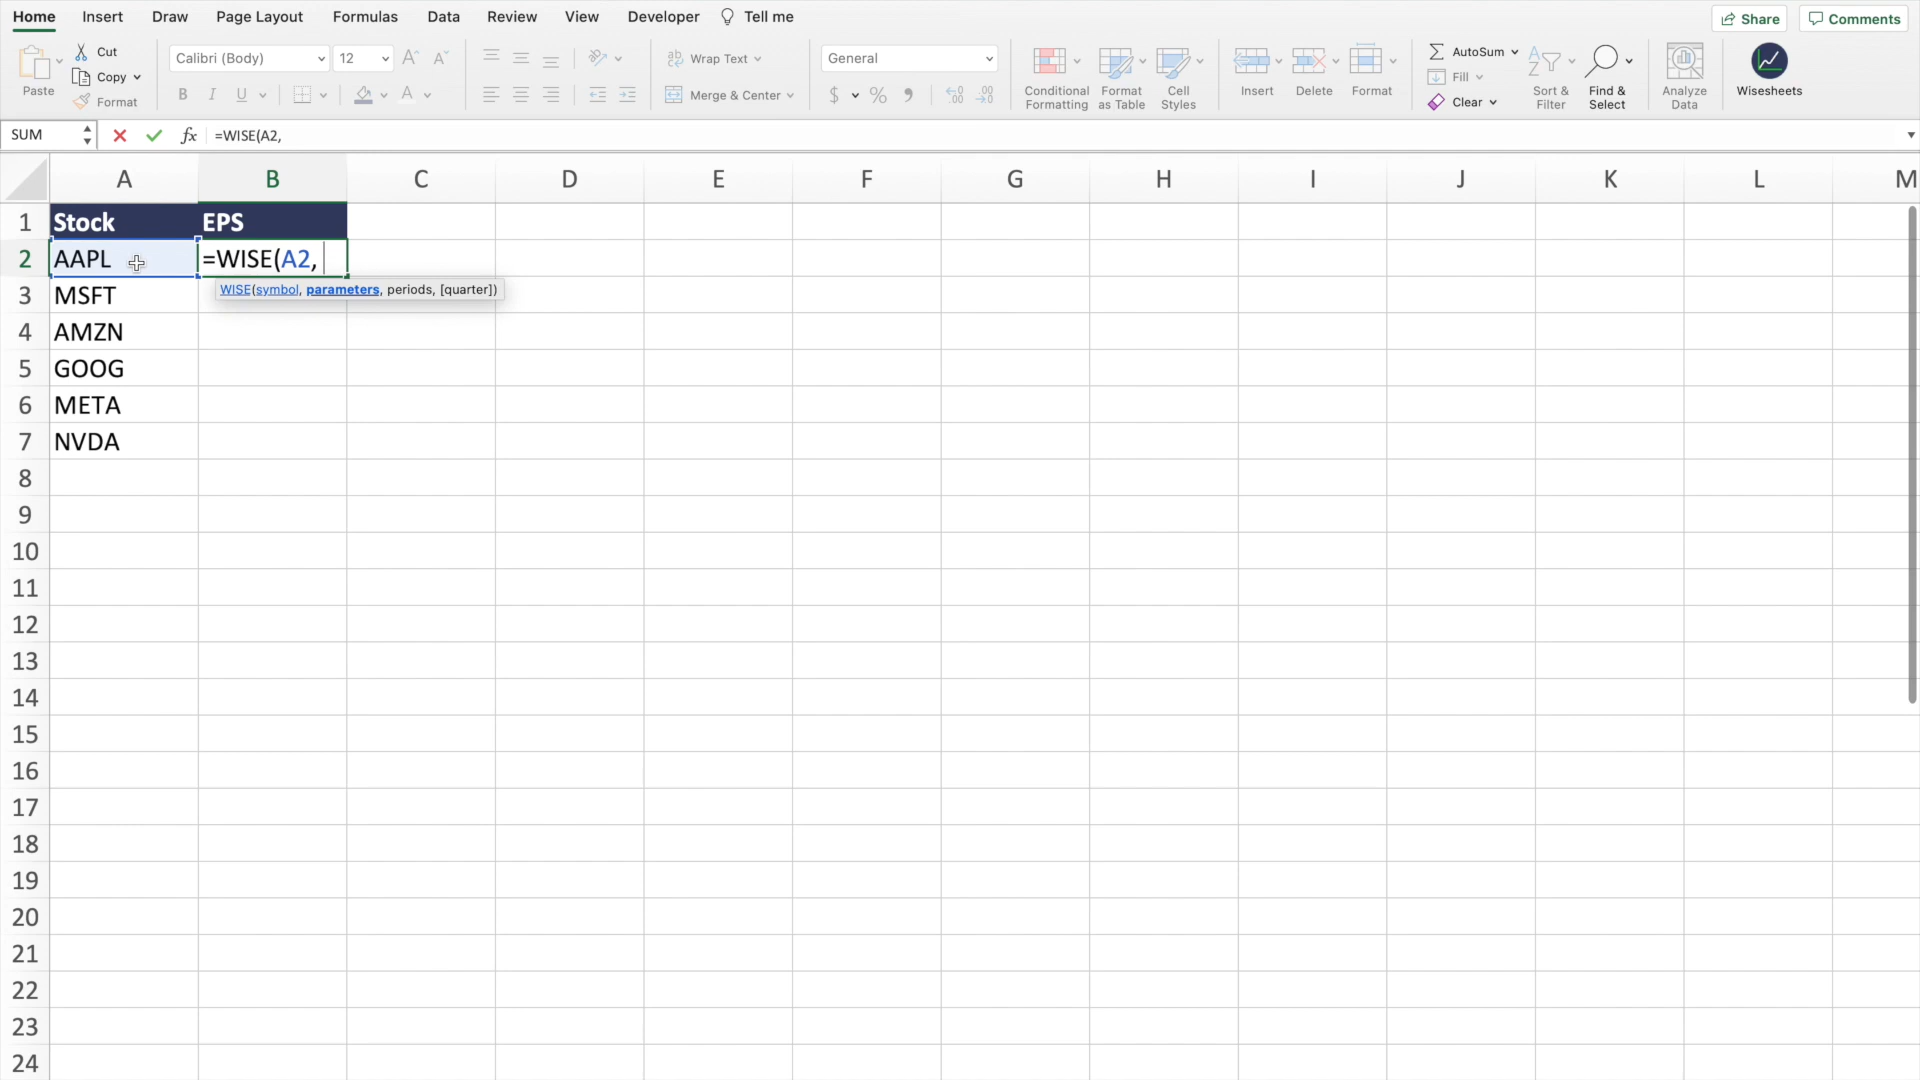 Home Insert Draw Page Layout Formulas Data Review View Developer Tell me Share Comments
Paste Cut Copy Format
Calibri (Body) 12 A A
B I U A
Wrap Text
Merge & Center
General
$ % 9 .00 .00
Conditional Formatting
Format as Table
Cell Styles
Insert Delete Format
AutoSum
Fill
Clear
Sort & Filter
Find & Select
Analyze Data
Wisesheets
SUM fx =WISE(A2,
A B C D E F G H I J K L M
1 Stock EPS
2 AAPL =WISE(A2,
WISE(symbol, parameters, periods, [quarter])
3 MSFT
4 AMZN
5 GOOG
6 META
7 NVDA
8
9
10
11
12
13
14
15
16
17
18
19
20
21
22
23
24